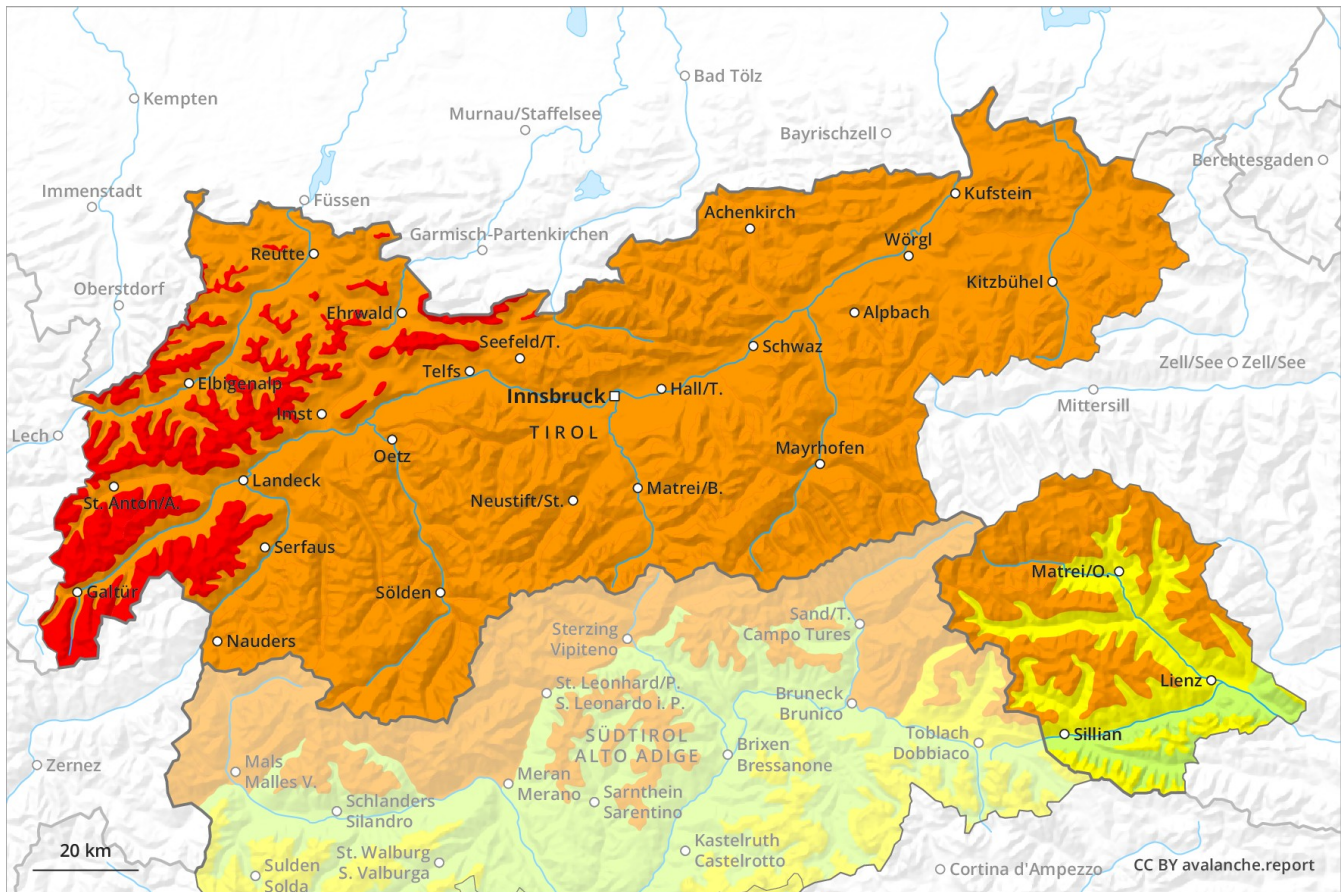 Bad Tölz
Kempten
Murnau/Staffelsee
Bayrischzell
Berchtesgaden
Immenstadt
Füssen
Kufstein
Achenkirch
Garmisch-Partenkirchen
Wörgl
Reutte
Kitzbühel
Oberstdorf
Ehrwald
Alpbach
Seefeld/T.
Schwaz
Zell/See
Zell/See
Telfs
Elbigenalp
Hall/T.
Innsbruck
Mittersill
Imst
Lech
TIROL
Oetz
Mayrhofen
Landeck
Matrei/B.
St. Anton/A.
Neustift/St.
Serfaus
Matrei/O.
Galtür
Sölden
Sand/T.
Campo Tures
Sterzing
Vipiteno
Nauders
Lienz
St. Leonhard/P.
S. Leonardo i. P.
Bruneck
Brunico
Sillian
SÜDTIROL
ALTO ADIGE
Toblach
Dobbiaco
Brixen
Bressanone
Zernez
Mals
Malles V.
Meran
Merano
Sarnthein
Sarentino
Schlanders
Silandro
Kastelruth
Castelrotto
20 km
St. Walburg
S. Valburga
Sulden
Solda
Cortina d'Ampezzo
CC BY avalanche.report